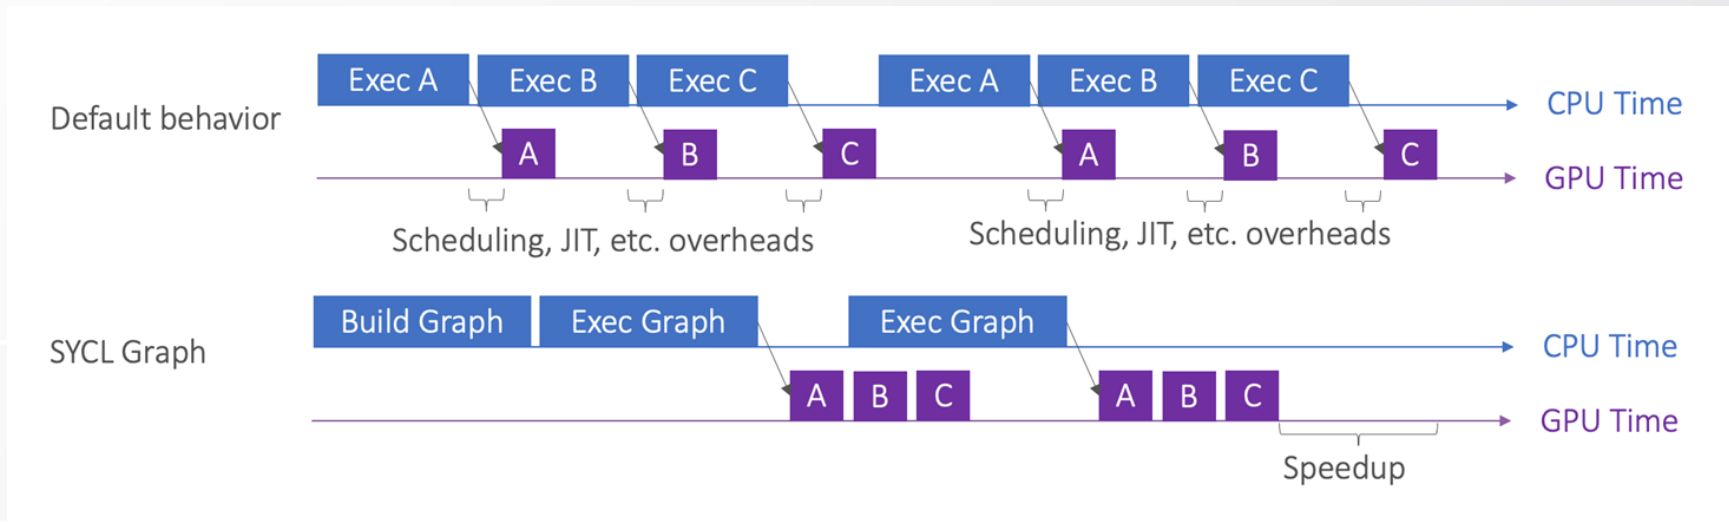 Exec A
Exec B
Exec C
Exec A
Exec B
Exec C
CPU Time
Default behavior
A
B
C
A
B
C
GPU Time
Scheduling, JIT, etc. overheads
Scheduling, JIT, etc. overheads
Build Graph
Exec Graph
Exec Graph
CPU Time
SYCL Graph
A
B
C
A
B
C
GPU Time
Speedup